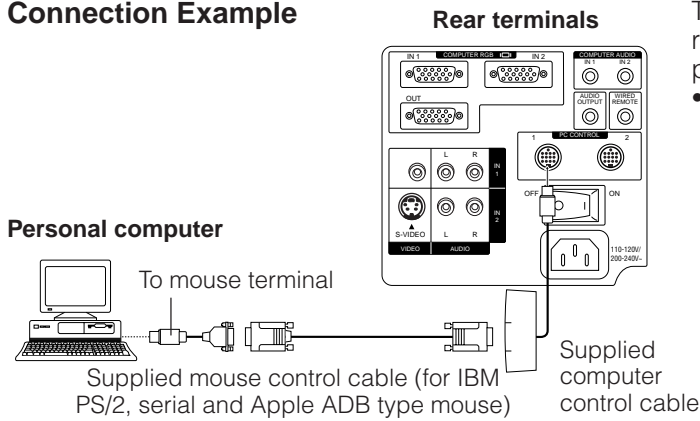 Connection Example
Rear terminals
IN 1 COMPUTER RGB IN 2
COMPUTER AUDIO
IN 1 IN 2
OUT
AUDIO OUTPUT
WIRED REMOTE
1 PC CONTROL 2
L R
IN 1
OFF ON
S-VIDEO L R
IN 2
VIDEO AUDIO
110-120V/
200-240V~
Personal computer
To mouse terminal
Supplied mouse control cable (for IBM
PS/2, serial and Apple ADB type mouse)
Supplied
computer
control cable